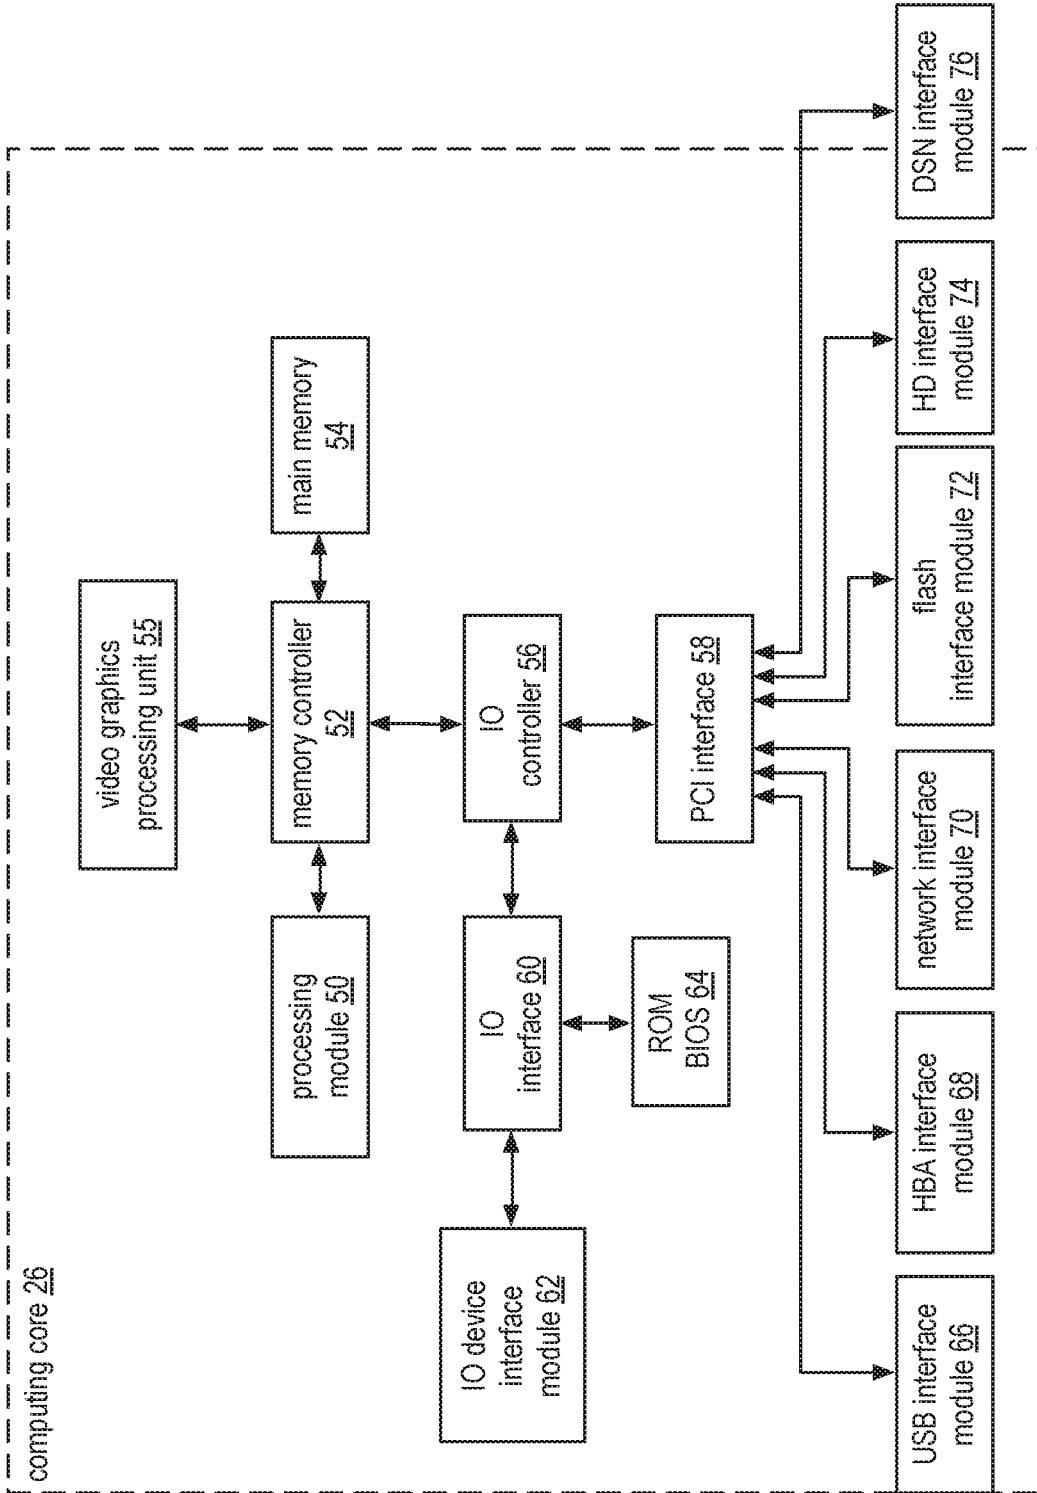 computing core 26
video graphics
processing unit 55
processing
module 50
memory controller
52
main memory
54
IO device
interface
module 62
IO
interface 60
IO
controller 56
ROM
BIOS 64
PCI interface 58
USB interface
module 66
HBA interface
module 68
network interface
module 70
flash
interface module 72
HD interface
module 74
DSN interface
module 76